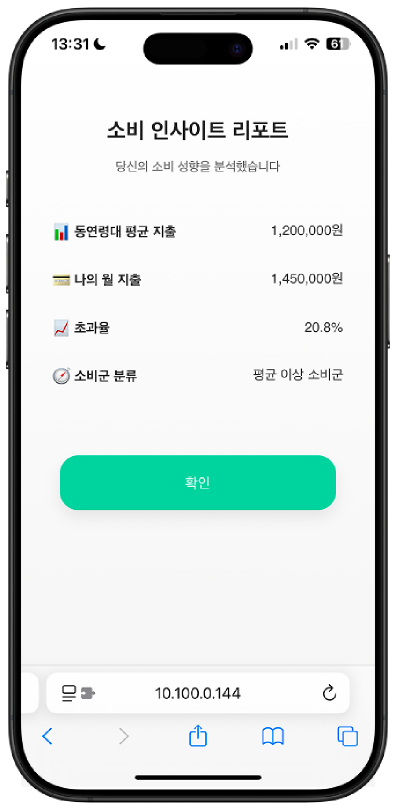 13:31
61
소비 인사이트 리포트
당신의 소비 성향을 분석했습니다
동연령대 평균 지출 1,200,000원
나의 월 지출 1,450,000원
초과율 20.8%
소비군 분류 평균 이상 소비군
확인
10.100.0.144